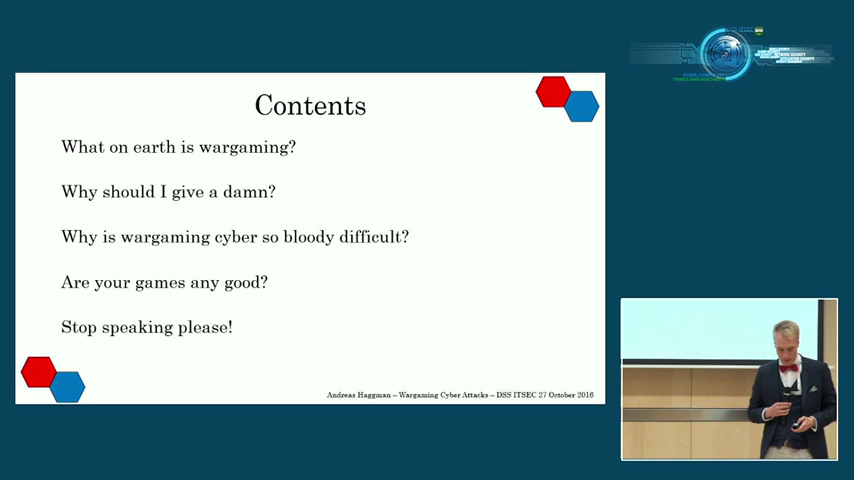 Contents
What on earth is wargaming?
Why should I give a damn?
Why is wargaming cyber so bloody difficult?
Are your games any good?
Stop speaking please!
Andreas Haggman – Wargaming Cyber Attacks – DSS ITSEC 27 October 2016